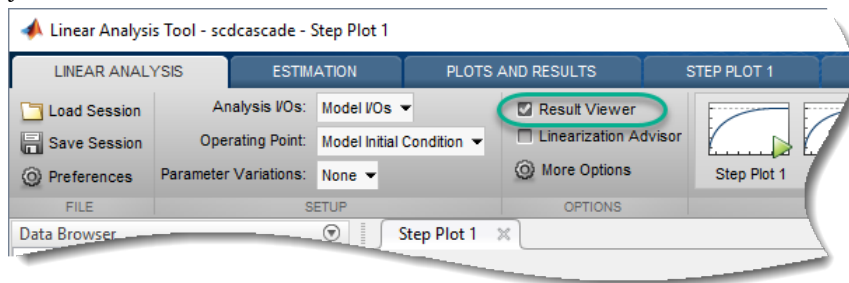 Linear Analysis Tool - scdcascade - Step Plot 1
LINEAR ANALYSIS ESTIMATION PLOTS AND RESULTS STEP PLOT 1
Load Session Analysis I/Os: Model I/Os Result Viewer
Save Session Operating Point: Model Initial Condition Linearization Advisor
Preferences Parameter Variations: None More Options Step Plot 1
FILE SETUP OPTIONS
Data Browser Step Plot 1